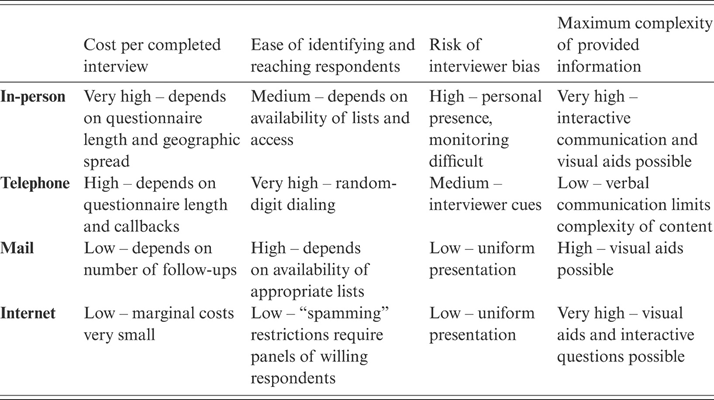 Cost per completed interview
Ease of identifying and reaching respondents
Risk of interviewer bias
Maximum complexity of provided information
In-person
Very high – depends
on questionnaire
length and geographic
spread
Medium – depends on
availability of lists and
access
High – personal
presence,
monitoring
difficult
Very high –
interactive
communication and
visual aids possible
Telephone
High – depends on
questionnaire length
and callbacks
Very high – random-
digit dialing
Medium –
interviewer cues
Low – verbal
communication limits
complexity of content
Mail
Low – depends on
number of follow-ups
High – depends
on availability of
appropriate lists
Low – uniform
presentation
High – visual aids
possible
Internet
Low – marginal costs
very small
Low – “spamming”
restrictions require
panels of willing
respondents
Low – uniform
presentation
Very high – visual
aids and interactive
questions possible